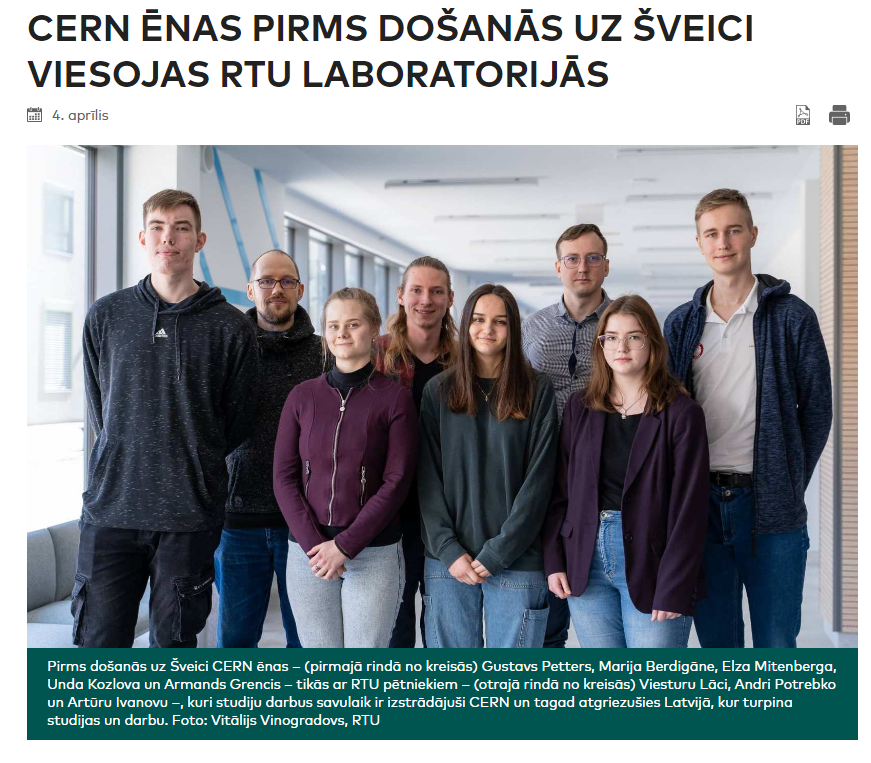 CERN ĒNAS PIRMS DOŠANĀS UZ ŠVEICI
VIESOJAS RTU LABORATORIJĀS
4. aprīlis
PDF
adidas
Pirms došanās uz Šveici CERN ēnas – (pirmajā rindā no kreisās) Gustavs Petters, Marija Berdigāne, Elza Mitenberga,
Unda Kozlova un Armands Grencis – tikās ar RTU pētniekiem – (otrajā rindā no kreisās) Viesturu Lāci, Andri Potrebko
un Artūru Ivanovu –, kuri studiju darbus savulaik ir izstrādājuši CERN un tagad atgriezušies Latvijā, kur turpina
studijas un darbu. Foto: Vitālijs Vinogradovs, RTU